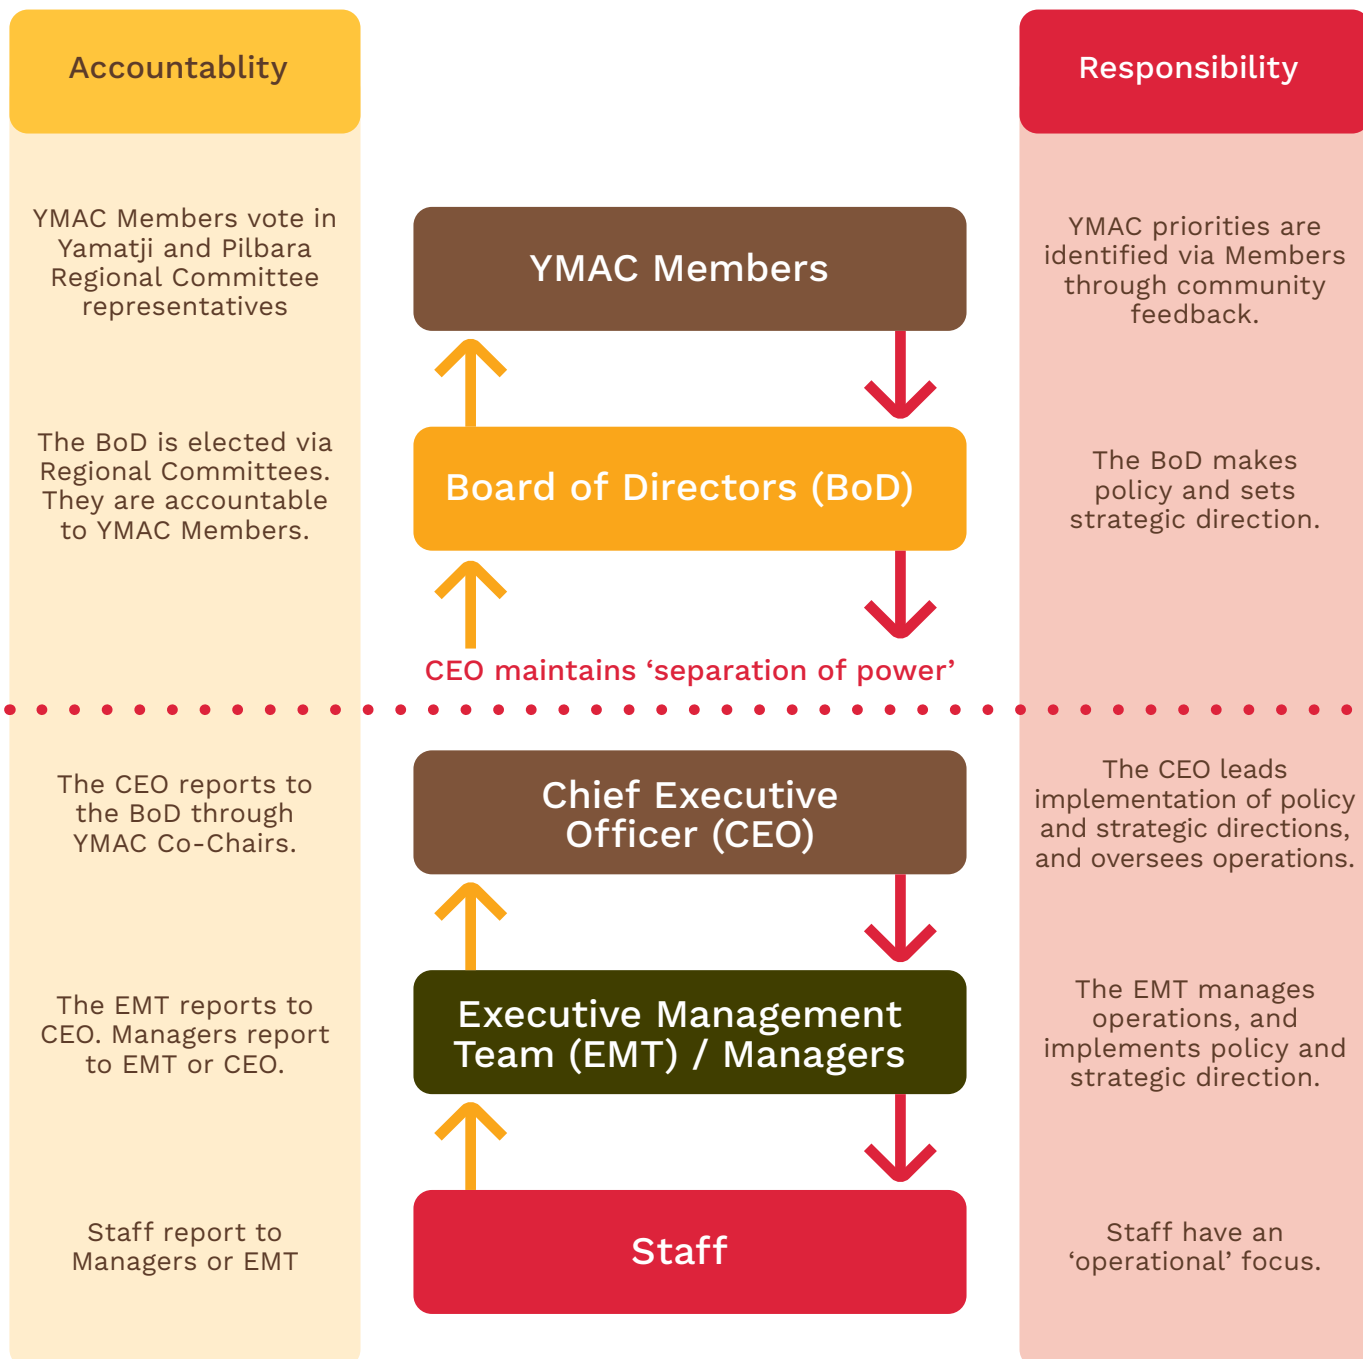 Accountablity
Responsibility
YMAC Members vote in
Yamatji and Pilbara
Regional Committee
representatives
YMAC Members
YMAC priorities are
identified via Members
through community
feedback.
The BoD is elected via
Regional Committees.
They are accountable
to YMAC Members.
Board of Directors (BoD)
The BoD makes
policy and sets
strategic direction.
CEO maintains ‘separation of power’
The CEO reports to
the BoD through
YMAC Co-Chairs.
Chief Executive
Officer (CEO)
The CEO leads
implementation of policy
and strategic directions,
and oversees operations.
The EMT reports to
CEO. Managers report
to EMT or CEO.
Executive Management
Team (EMT) / Managers
The EMT manages
operations, and
implements policy and
strategic direction.
Staff report to
Managers or EMT
Staff
Staff have an
‘operational’ focus.